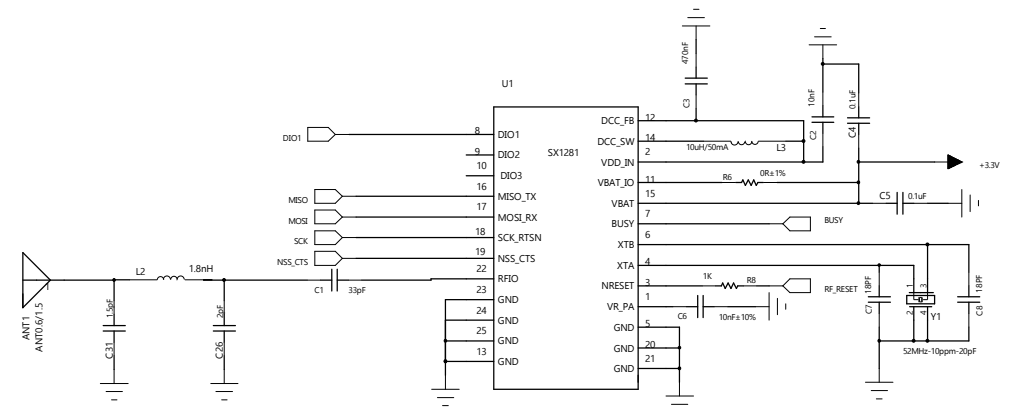 U1
SX1281
470nF
C3
10nF
C2
0.1uF
C4
DIO1
8
DIO1
9
DIO2
10
DIO3
MISO
16
MISO_TX
MOSI
17
MOSI_RX
SCK
18
SCK_RTSN
NSS_CTS
19
NSS_CTS
22
RFIO
23
GND
24
GND
25
GND
13
GND
DCC_FB
12
DCC_SW
14
10uH/50mA
L3
VDD_IN
2
VBAT_IO
11
R6
0R±1%
+3.3V
VBAT
15
C5
0.1uF
BUSY
7
BUSY
XTB
6
XTA
4
NRESET
3
1K
R8
RF_RESET
VR_PA
1
C6
10nF±10%
GND
5
GND
20
GND
21
C7
18PF
1
3
2
4
Y1
C8
18PF
52MHz-10ppm-20pF
1
ANT1
ANT0.6/1.5
L2
1.8nH
1.5pF
C31
2pF
C26
C1
33pF